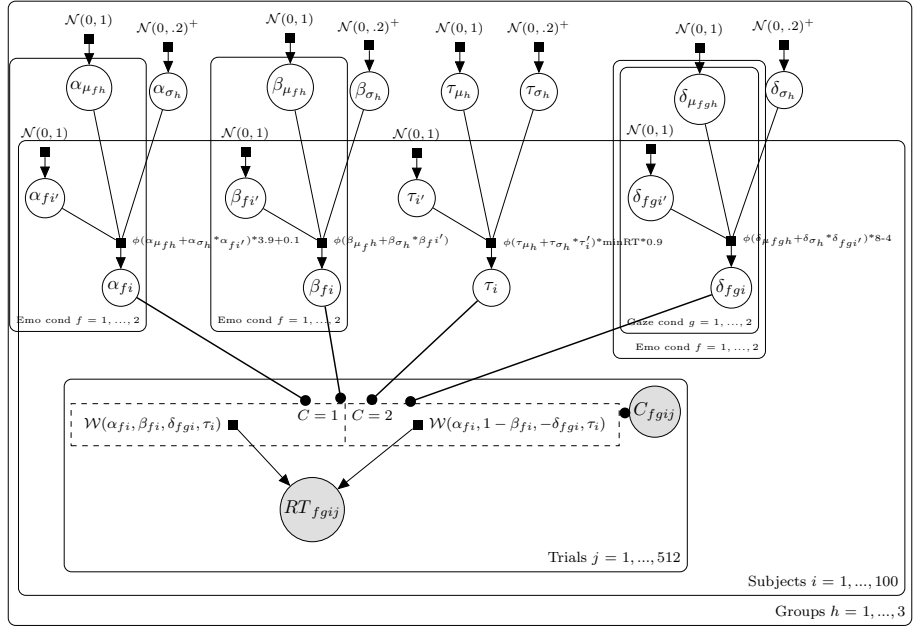 𝒩(0, 1) 𝒩(0, .2)⁺ 𝒩(0, 1) 𝒩(0, .2)⁺ 𝒩(0, 1) 𝒩(0, .2)⁺ 𝒩(0, 1) 𝒩(0, .2)⁺
α_{μ_{fh}} α_{σ_h} β_{μ_{fh}} β_{σ_h} τ_{μ_h} τ_{σ_h} δ_{μ_{fgh}} δ_{σ_h}
𝒩(0, 1) 𝒩(0, 1) 𝒩(0, 1) 𝒩(0, 1)
α_{fi'} β_{fi'} τ_{i'} δ_{fgi'}
ϕ(α_{μ_{fh}}+α_{σ_h}*α_{fi'})*3.9+0.1 ϕ(β_{μ_{fh}}+β_{σ_h}*β_{fi'}) ϕ(τ_{μ_h}+τ_{σ_h}*τ_i')*minRT*0.9 ϕ(δ_{μ_{fgh}}+δ_{σ_h}*δ_{fgi'})*8-4
α_{fi} β_{fi} τ_i δ_{fgi}
Emo cond f = 1, ..., 2 Emo cond f = 1, ..., 2 Gaze cond g = 1, ..., 2
Emo cond f = 1, ..., 2
C = 1 C = 2 C_{fgij}
𝒲(α_{fi}, β_{fi}, δ_{fgi}, τ_i) 𝒲(α_{fi}, 1 − β_{fi}, −δ_{fgi}, τ_i)
RT_{fgij}
Trials j = 1, ..., 512
Subjects i = 1, ..., 100
Groups h = 1, ..., 3